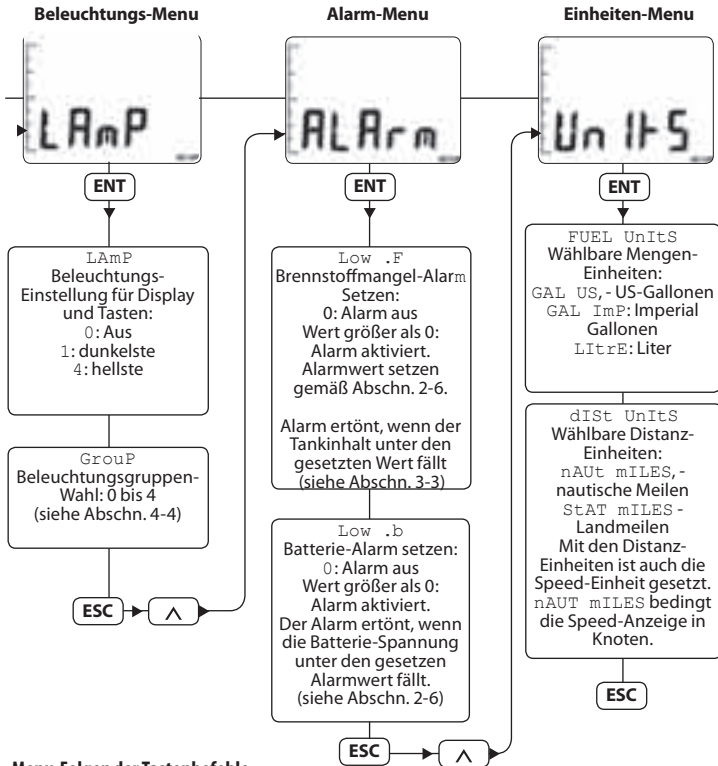 Beleuchtungs-Menu
LAmP
ENT
LAmP
Beleuchtungs-
Einstellung für Display
und Tasten:
0: Aus
1: dunkelste
4: hellste
GrouP
Beleuchtungsgruppen-
Wahl: 0 bis 4
(siehe Abschn. 4-4)
ESC
Alarm-Menu
ALArm
ENT
Low .F
Brennstoffmangel-Alarm
Setzen:
0: Alarm aus
Wert größer als 0:
Alarm aktiviert.
Alarmwert setzen
gemäß Abschn. 2-6.
Alarm ertönt, wenn der
Tankinhalt unter den
gesetzten Wert fällt
(siehe Abschn. 3-3)
Low .b
Batterie-Alarm setzen:
0: Alarm aus
Wert größer als 0:
Alarm aktiviert.
Der Alarm ertönt, wenn
die Batterie-Spannung
unter den gesetzen
Alarmwert fällt.
(siehe Abschn. 2-6)
ESC
Einheiten-Menu
UnItS
ENT
FUEL UnItS
Wählbare Mengen-
Einheiten:
GAL US,- US-Gallonen
GAL ImP: Imperial
Gallonen
LItrE: Liter
dISt UnItS
Wählbare Distanz-
Einheiten:
nAUt mILES,-
nautische Meilen
StAT mILES -
Landmeilen
Mit den Distanz-
Einheiten ist auch die
Speed-Einheit gesetzt.
nAUT mILES bedingt
die Speed-Anzeige in
Knoten.
ESC